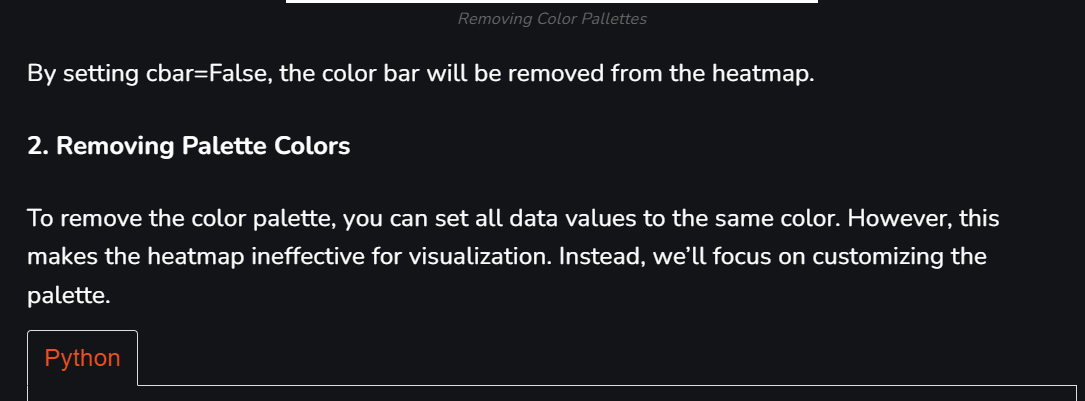 Removing Color Pallettes
By setting cbar=False, the color bar will be removed from the heatmap.
2. Removing Palette Colors
To remove the color palette, you can set all data values to the same color. However, this
makes the heatmap ineffective for visualization. Instead, we’ll focus on customizing the
palette.
Python